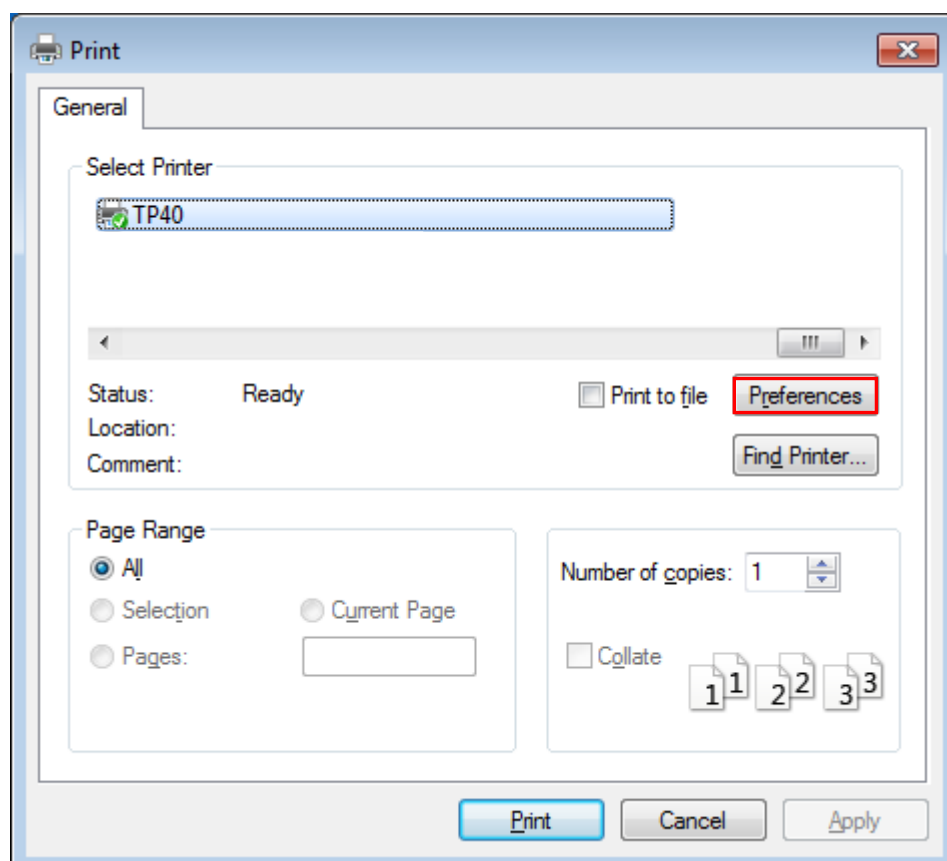 Print
General
Select Printer
TP40
Status: Ready
Print to file
Preferences
Location:
Comment:
Find Printer...
Page Range
All
Selection
Current Page
Pages:
Number of copies: 1
Collate
1 1 2 2 3 3
Print
Cancel
Apply